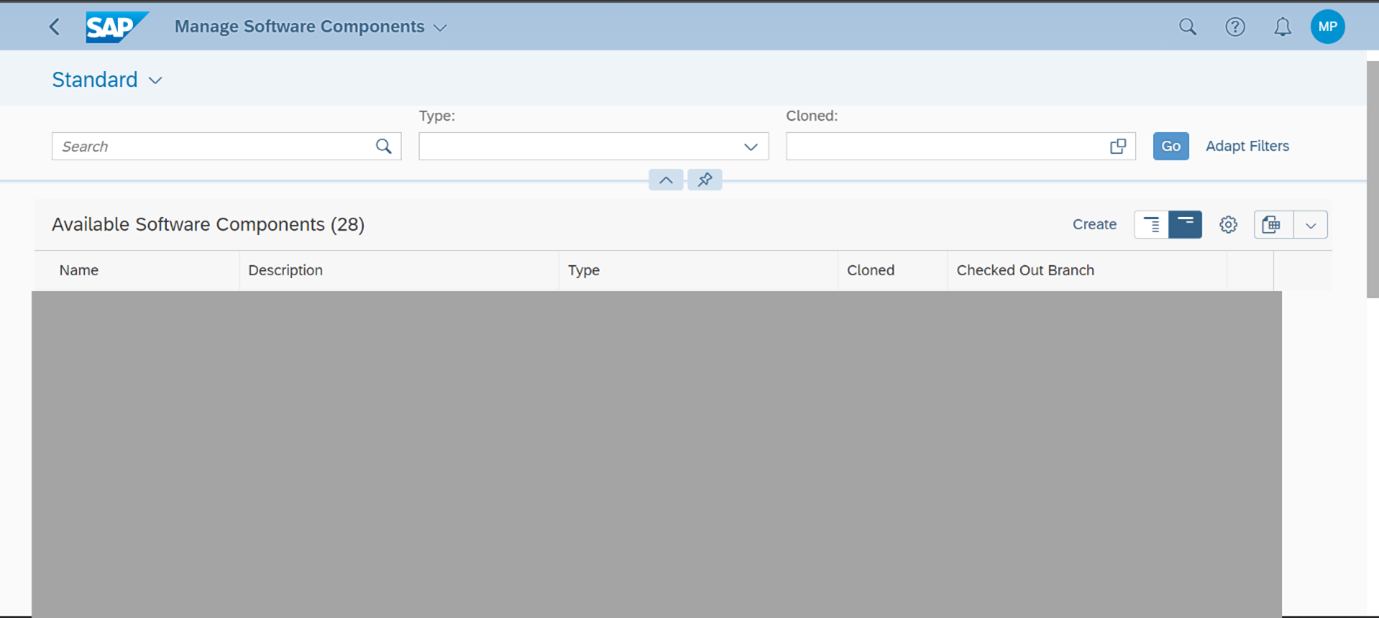 SAP Manage Software Components MP
Standard
Type: Cloned:
Search Go Adapt Filters
Available Software Components (28) Create
Name Description Type Cloned Checked Out Branch